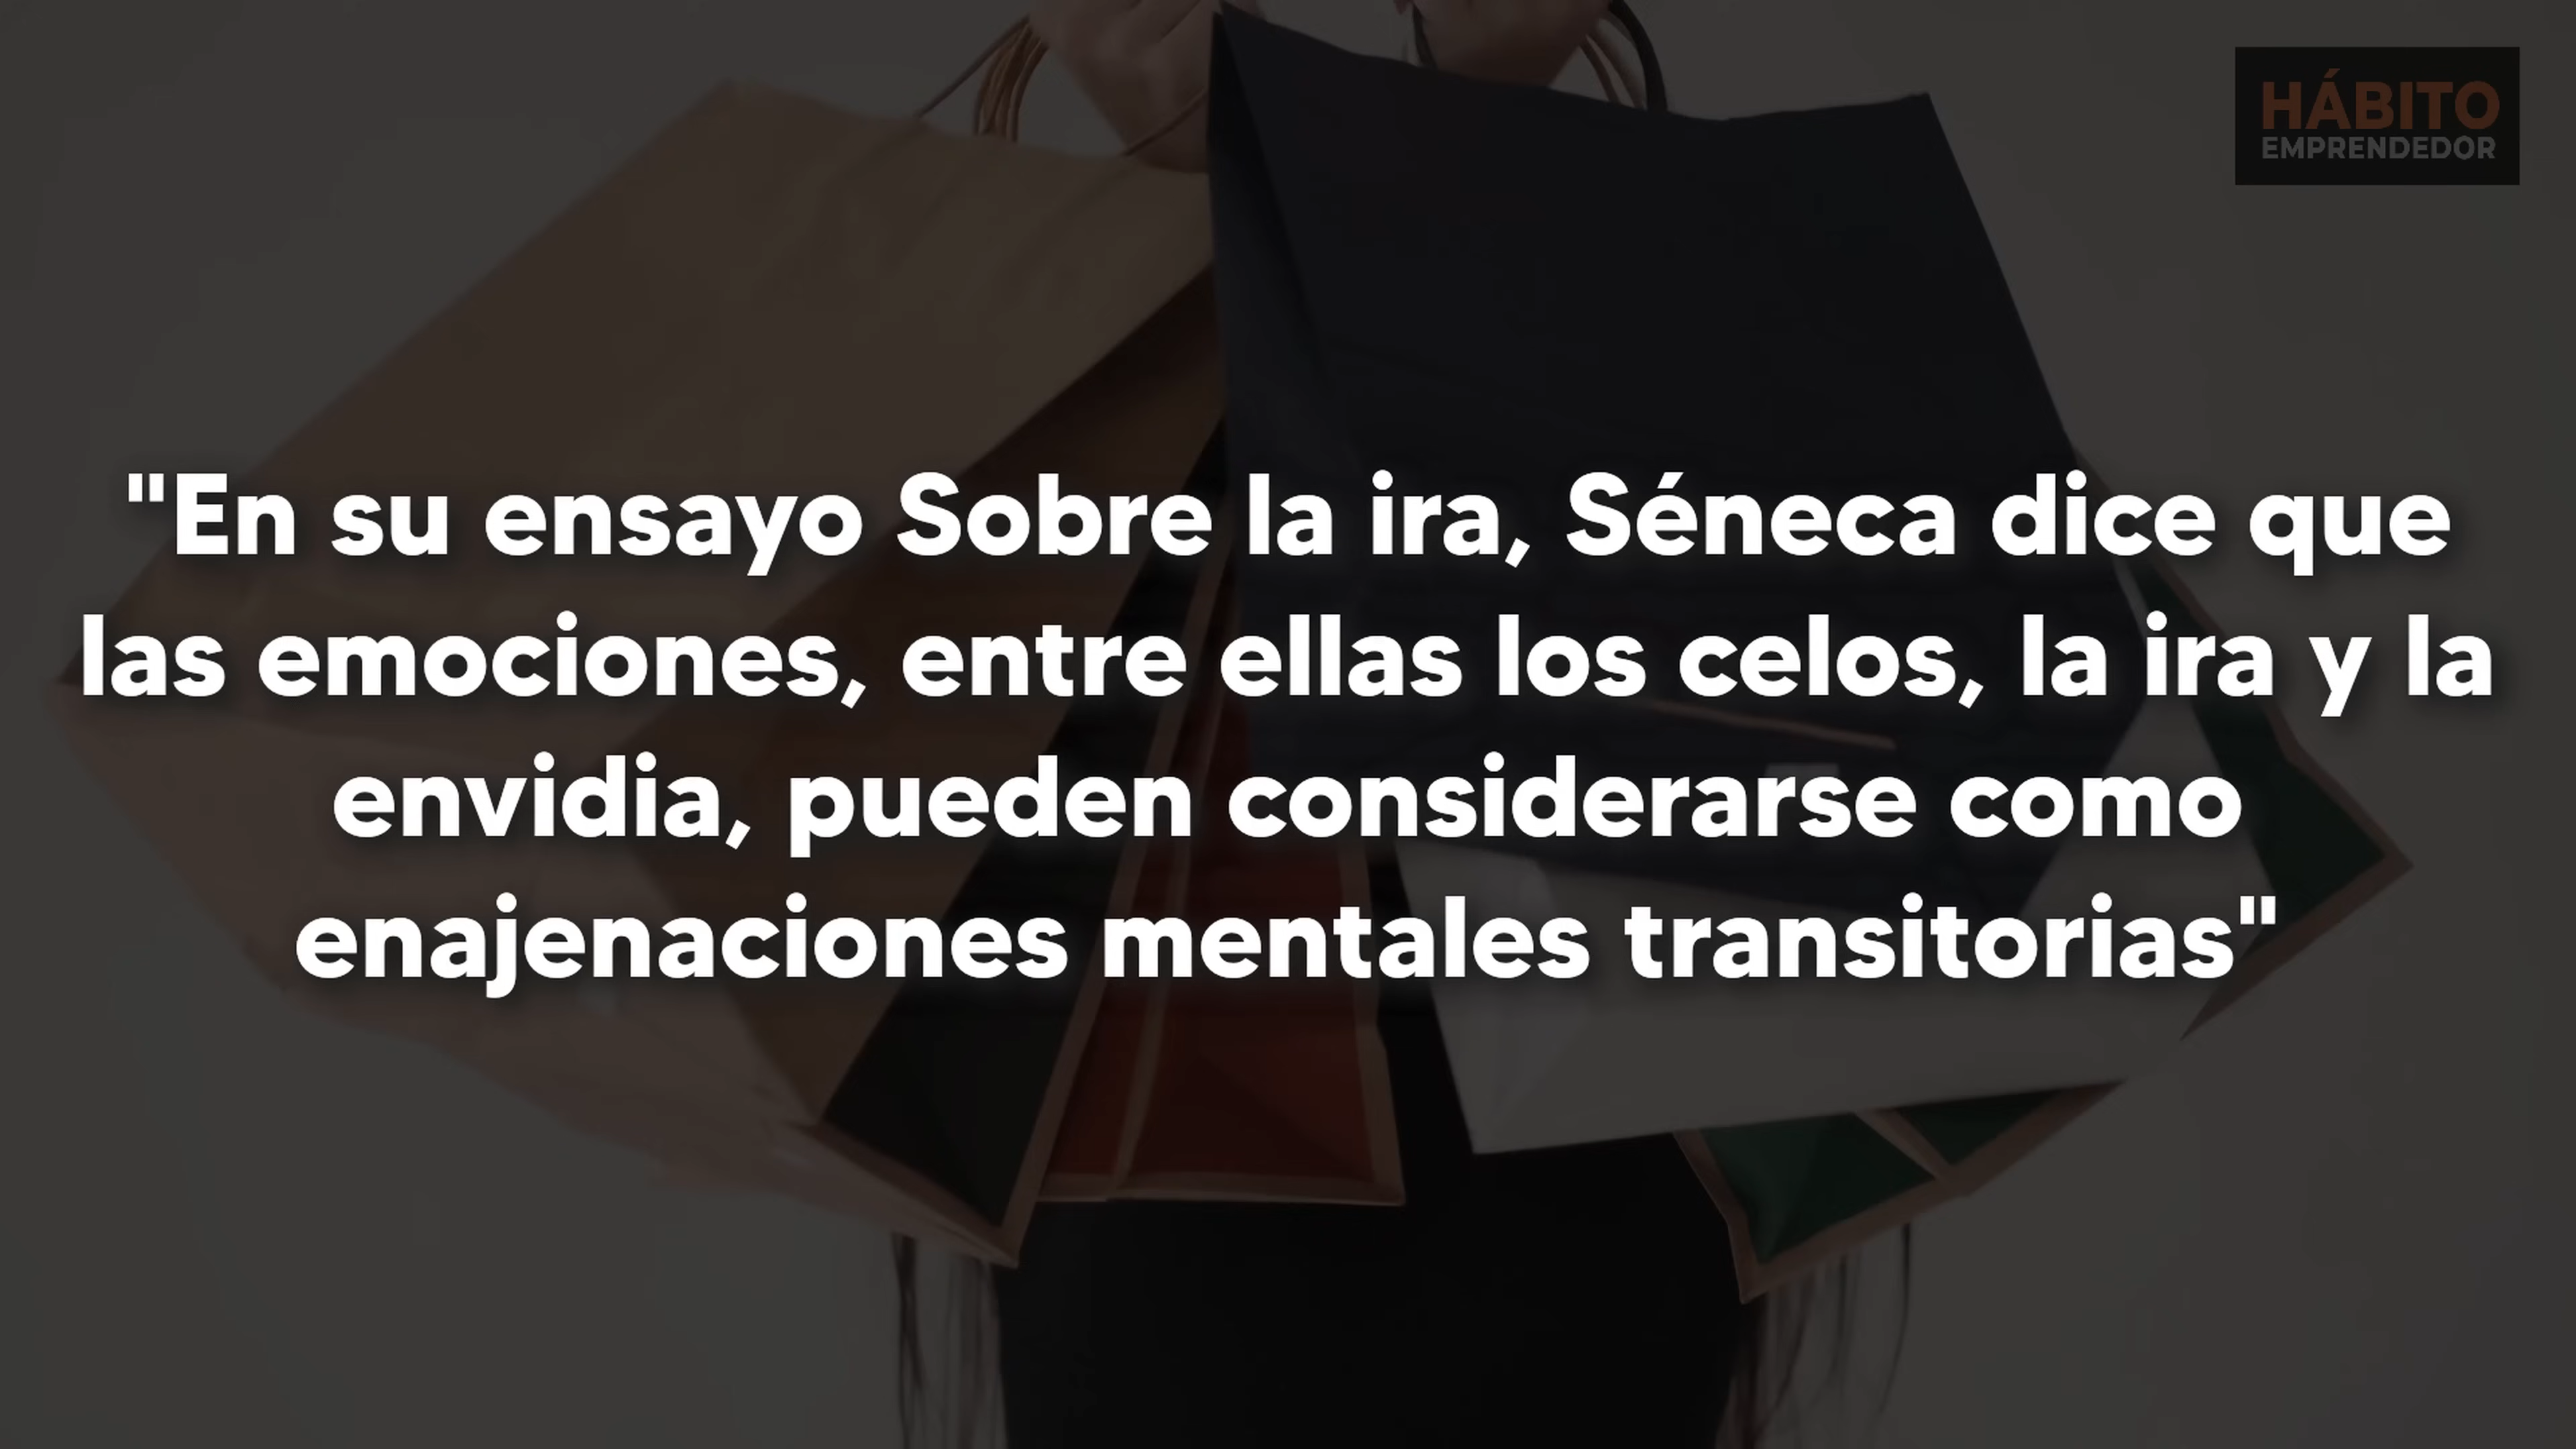 HÁBITO
EMPRENDEDOR
"En su ensayo Sobre la ira, Séneca dice que
las emociones, entre ellas los celos, la ira y la
envidia, pueden considerarse como
enajenaciones mentales transitorias"